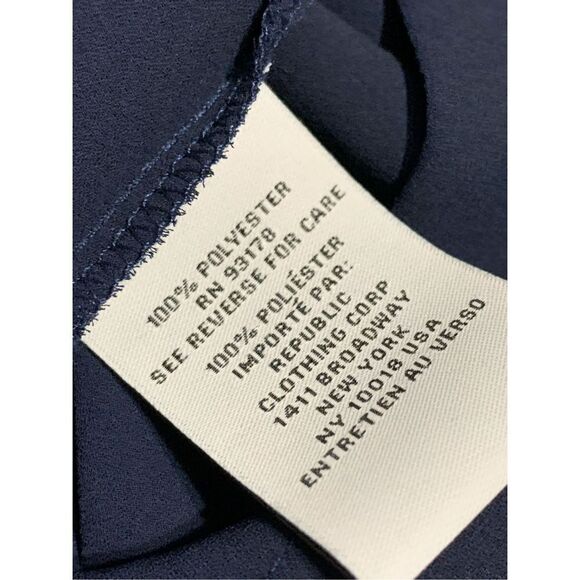 100% POLYESTER
RN 93178
SEE REVERSE FOR CARE
100% POLIÉSTER
IMPORTÉ PAR:
REPUBLIC
CLOTHING CORP
1411 BROADWAY
NEW YORK
NY 10018 USA
ENTRETIEN AU VERSO